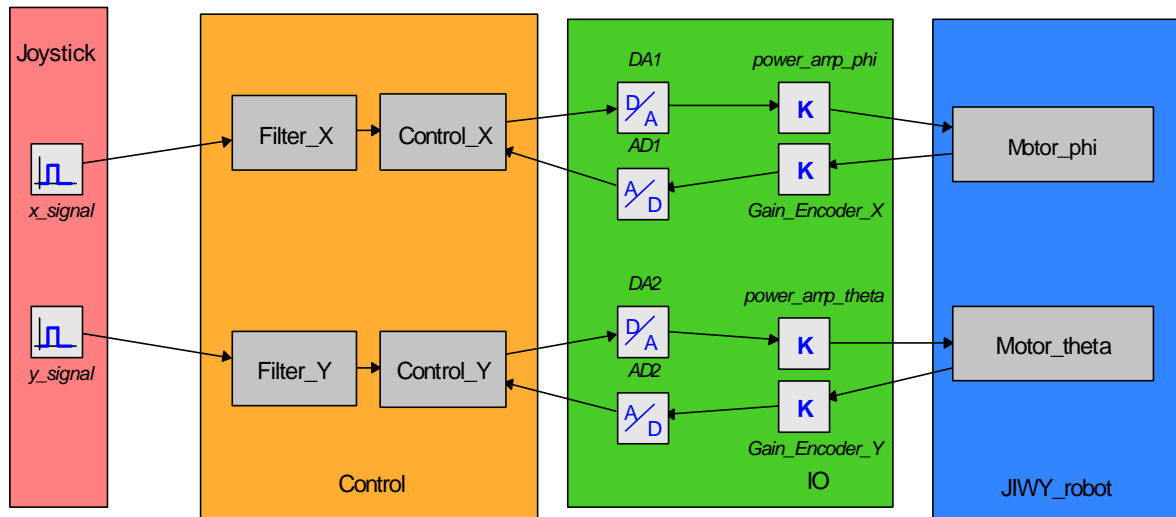 Joystick
x_signal
y_signal
Filter_X
Control_X
Filter_Y
Control_Y
Control
DA1
power_amp_phi
D/A
K
AD1
A/D
K
Gain_Encoder_X
DA2
power_amp_theta
D/A
K
AD2
A/D
K
Gain_Encoder_Y
IO
Motor_phi
Motor_theta
JIWY_robot